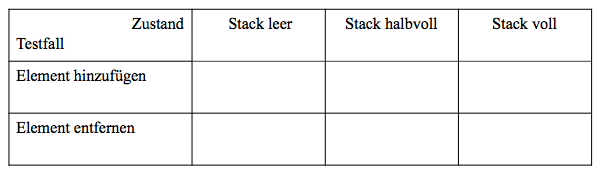 Zustand Stack leer Stack halbvoll Stack voll
Testfall
Element hinzufügen
Element entfernen